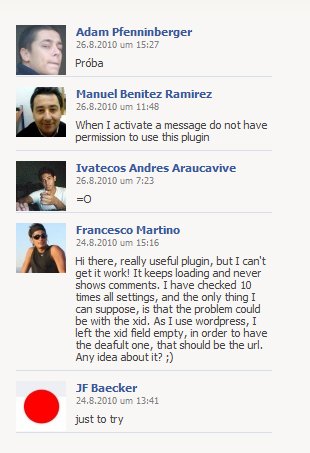 Adam Pfenninberger
26.8.2010 um 15:27
Próba
Manuel Benitez Ramirez
26.8.2010 um 11:48
When I activate a message do not have
permission to use this plugin
Ivatecos Andres Araucavive
26.8.2010 um 7:23
=O
Francesco Martino
24.8.2010 um 15:16
Hi there, really useful plugin, but I can't
get it work! It keeps loading and never
shows comments. I have checked 10
times all settings, and the only thing I
can suppose, is that the problem could
be with the xid. As I use wordpress, I
left the xid field empty, in order to have
the deafult one, that should be the url.
Any idea about it? ;)
JF Baecker
24.8.2010 um 13:41
just to try